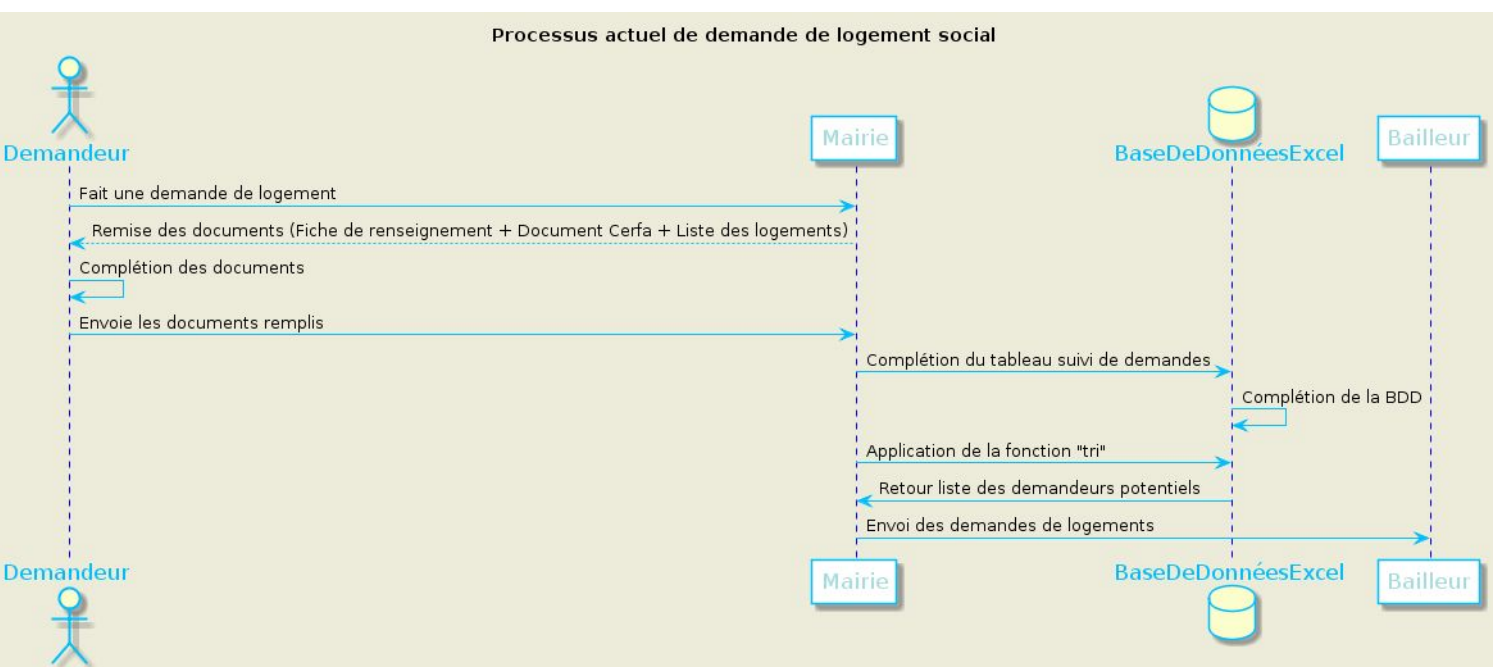 Processus actuel de demande de logement social
Demandeur
Mairie
BaseDeDonnéesExcel
Bailleur
Fait une demande de logement
Remise des documents (Fiche de renseignement + Document Cerfa + Liste des logements)
Complétion des documents
Envoie les documents remplis
Complétion du tableau suivi de demandes
Complétion de la BDD
Application de la fonction "tri"
Retour liste des demandeurs potentiels
Envoi des demandes de logements
Demandeur
Mairie
BaseDeDonnéesExcel
Bailleur